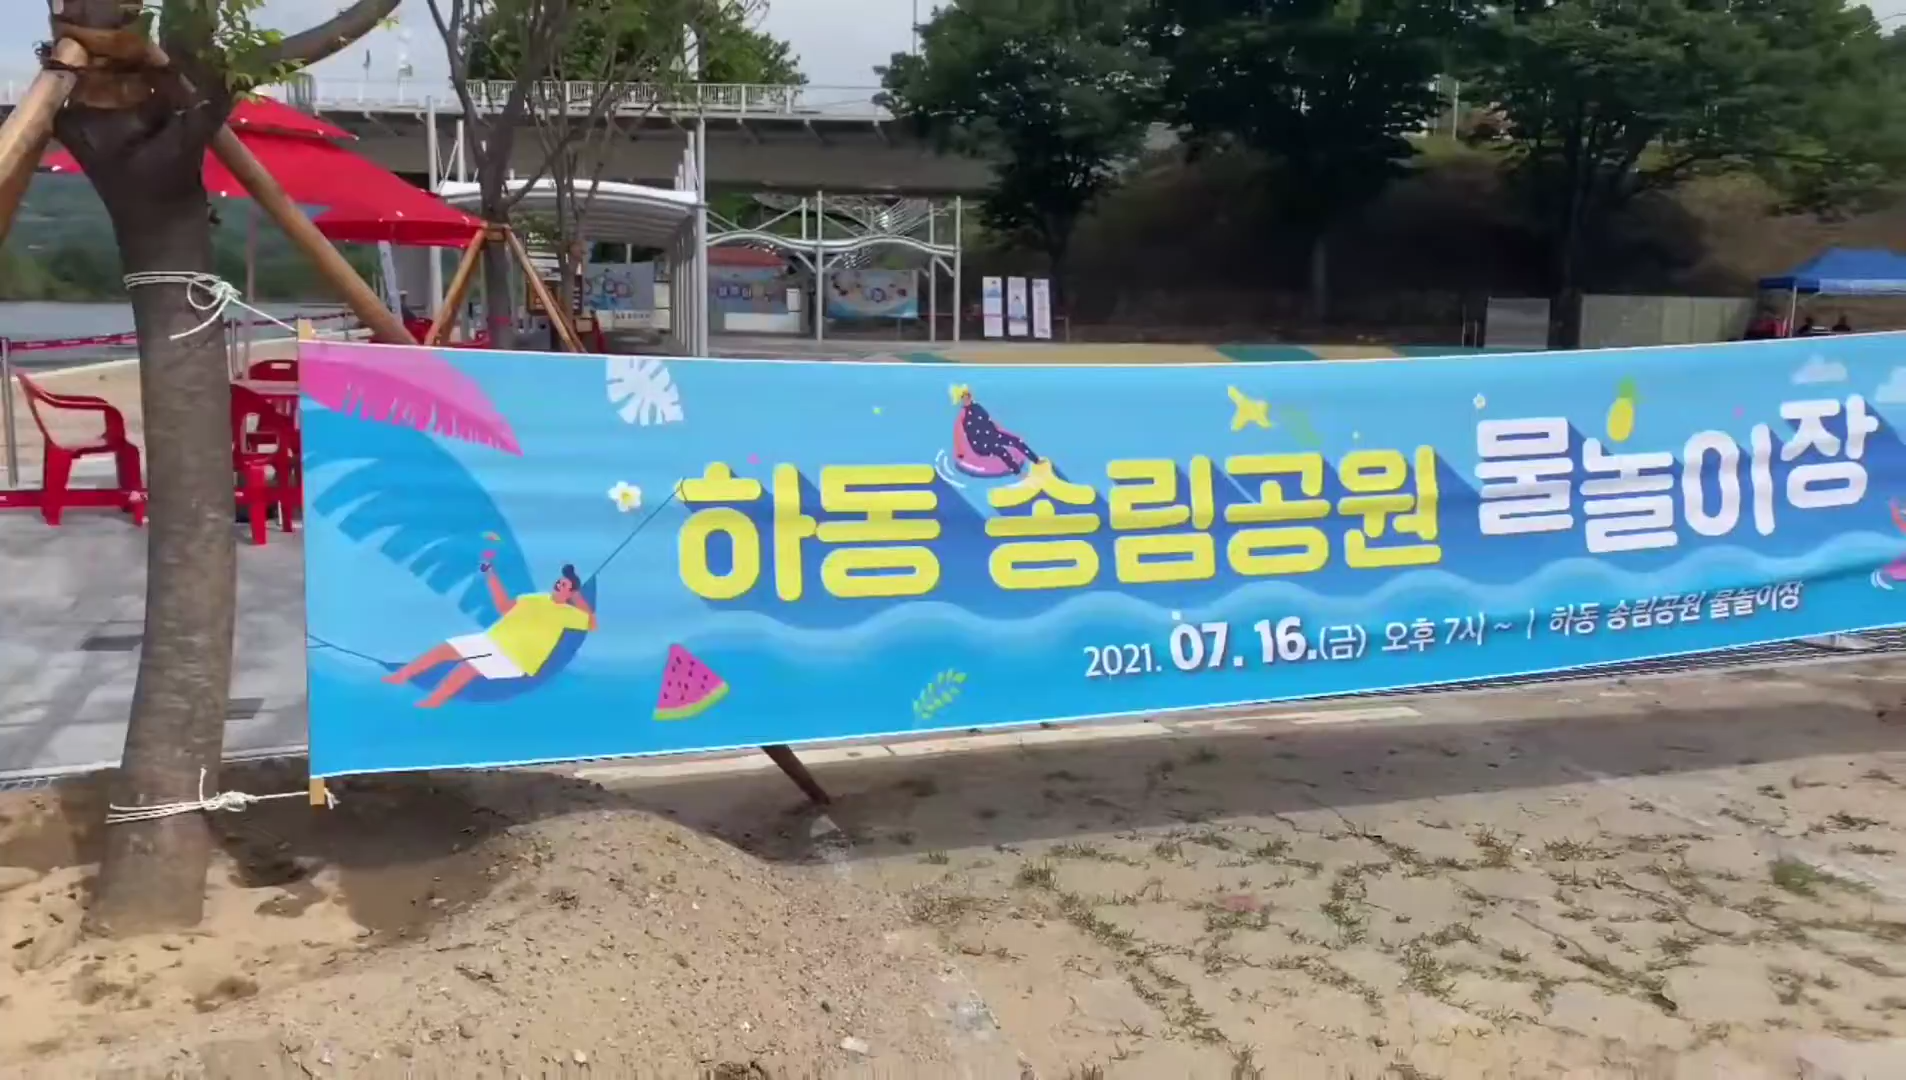 하동 송림공원 물놀이장
2021. 07. 16.(금) 오후 7시 ~ | 하동 송림공원 물놀이장